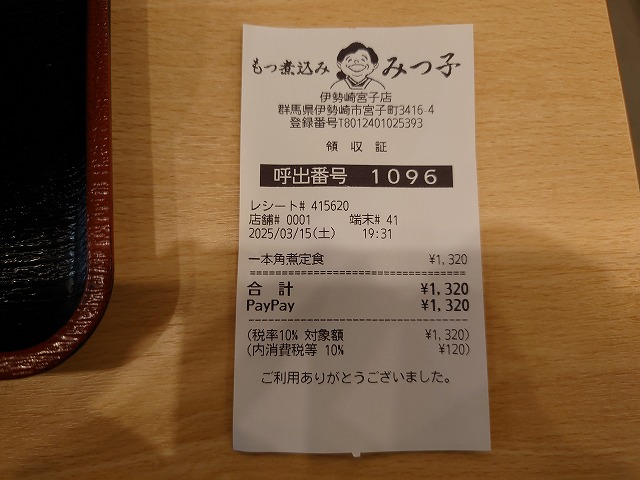 もつ煮込み みつ子
伊勢崎宮子店
群馬県伊勢崎市宮子町3416-4
登録番号T8012401025393
領 収 証
呼出番号 1096
レシート# 415620
店舗# 0001 端末# 41
2025/03/15(土) 19:31
一本角煮定食 ¥1,320
合 計 ¥1,320
PayPay ¥1,320
(税率10% 対象額 ¥1,320)
(内消費税等 10% ¥120)
ご利用ありがとうございました。